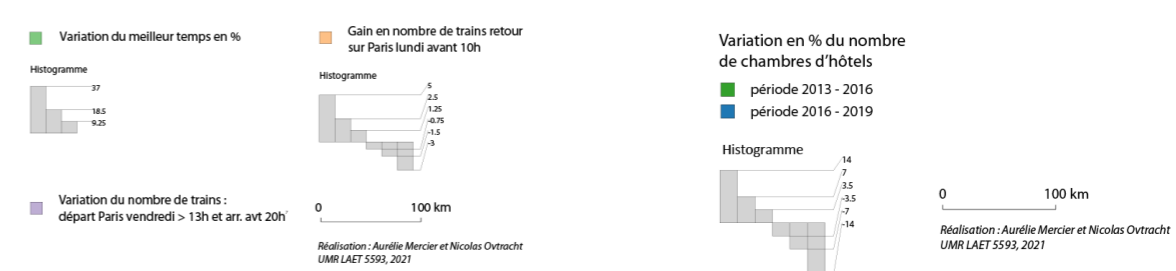 Variation du meilleur temps en %
Histogramme
37
18.5
9.25
Gain en nombre de trains retour
sur Paris lundi avant 10h
Histogramme
5
2.5
1.25
-0.75
-1.5
-3
Variation du nombre de trains :
départ Paris vendredi > 13h et arr. avt 20h
0 100 km
Réalisation : Aurélie Mercier et Nicolas Ovtracht
UMR LAET 5593, 2021
Variation en % du nombre
de chambres d'hôtels
période 2013 - 2016
période 2016 - 2019
Histogramme
14
7
3.5
-3.5
-7
-14
0 100 km
Réalisation : Aurélie Mercier et Nicolas Ovtracht
UMR LAET 5593, 2021